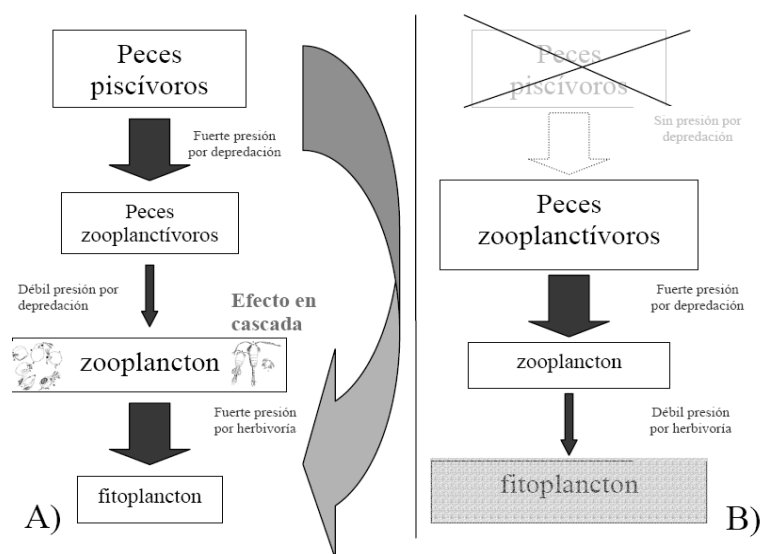 Peces
piscívoros
Fuerte presión
por depredación
Peces
zooplanctívoros
Débil presión por
depredación
Efecto en
cascada
zooplancton
Fuerte presión
por herbivoría
fitoplancton
A)
Peces
piscívoros
Sin presión por
depredación
Peces
zooplanctívoros
Fuerte presión
por depredación
zooplancton
Débil presión
por herbivoría
fitoplancton
B)